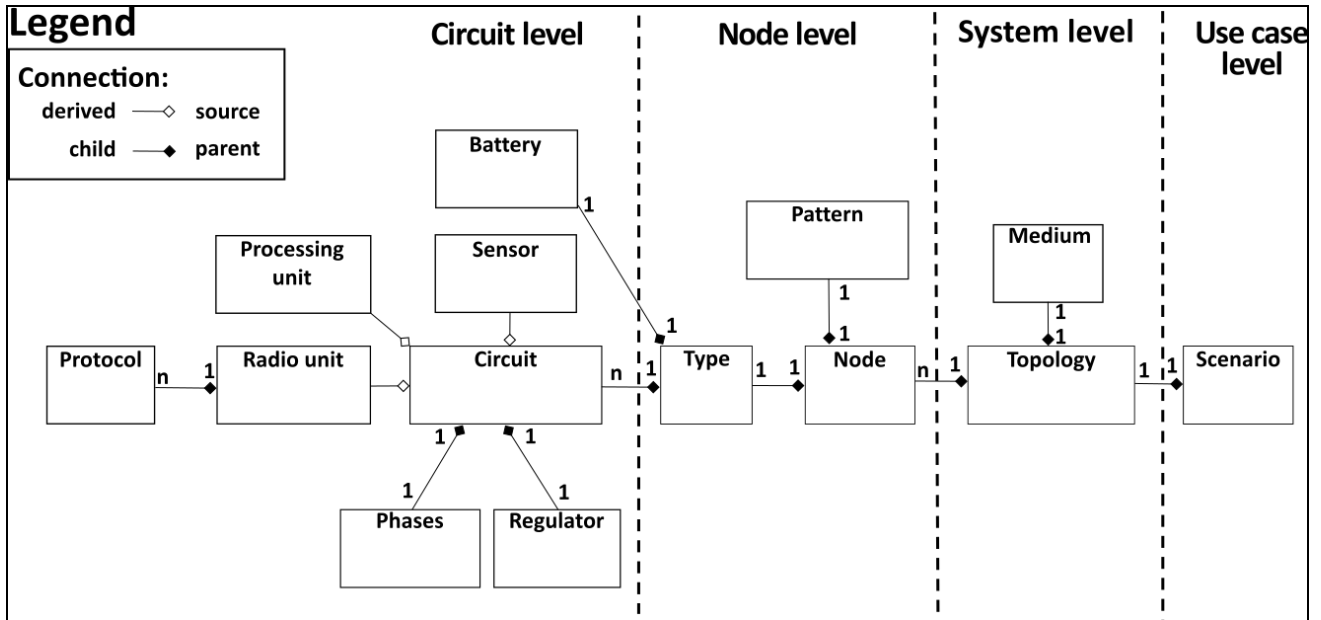 Legend
Circuit level
Node level
System level
Use case
level
Connection:
derived
source
child
parent
Battery
1
1
Pattern
1
1
Medium
1
1
Processing
unit
Sensor
Protocol
n
1
Radio unit
Circuit
n
1
Type
1
1
Node
n
1
Topology
1
1
Scenario
1
1
1
1
Phases
Regulator